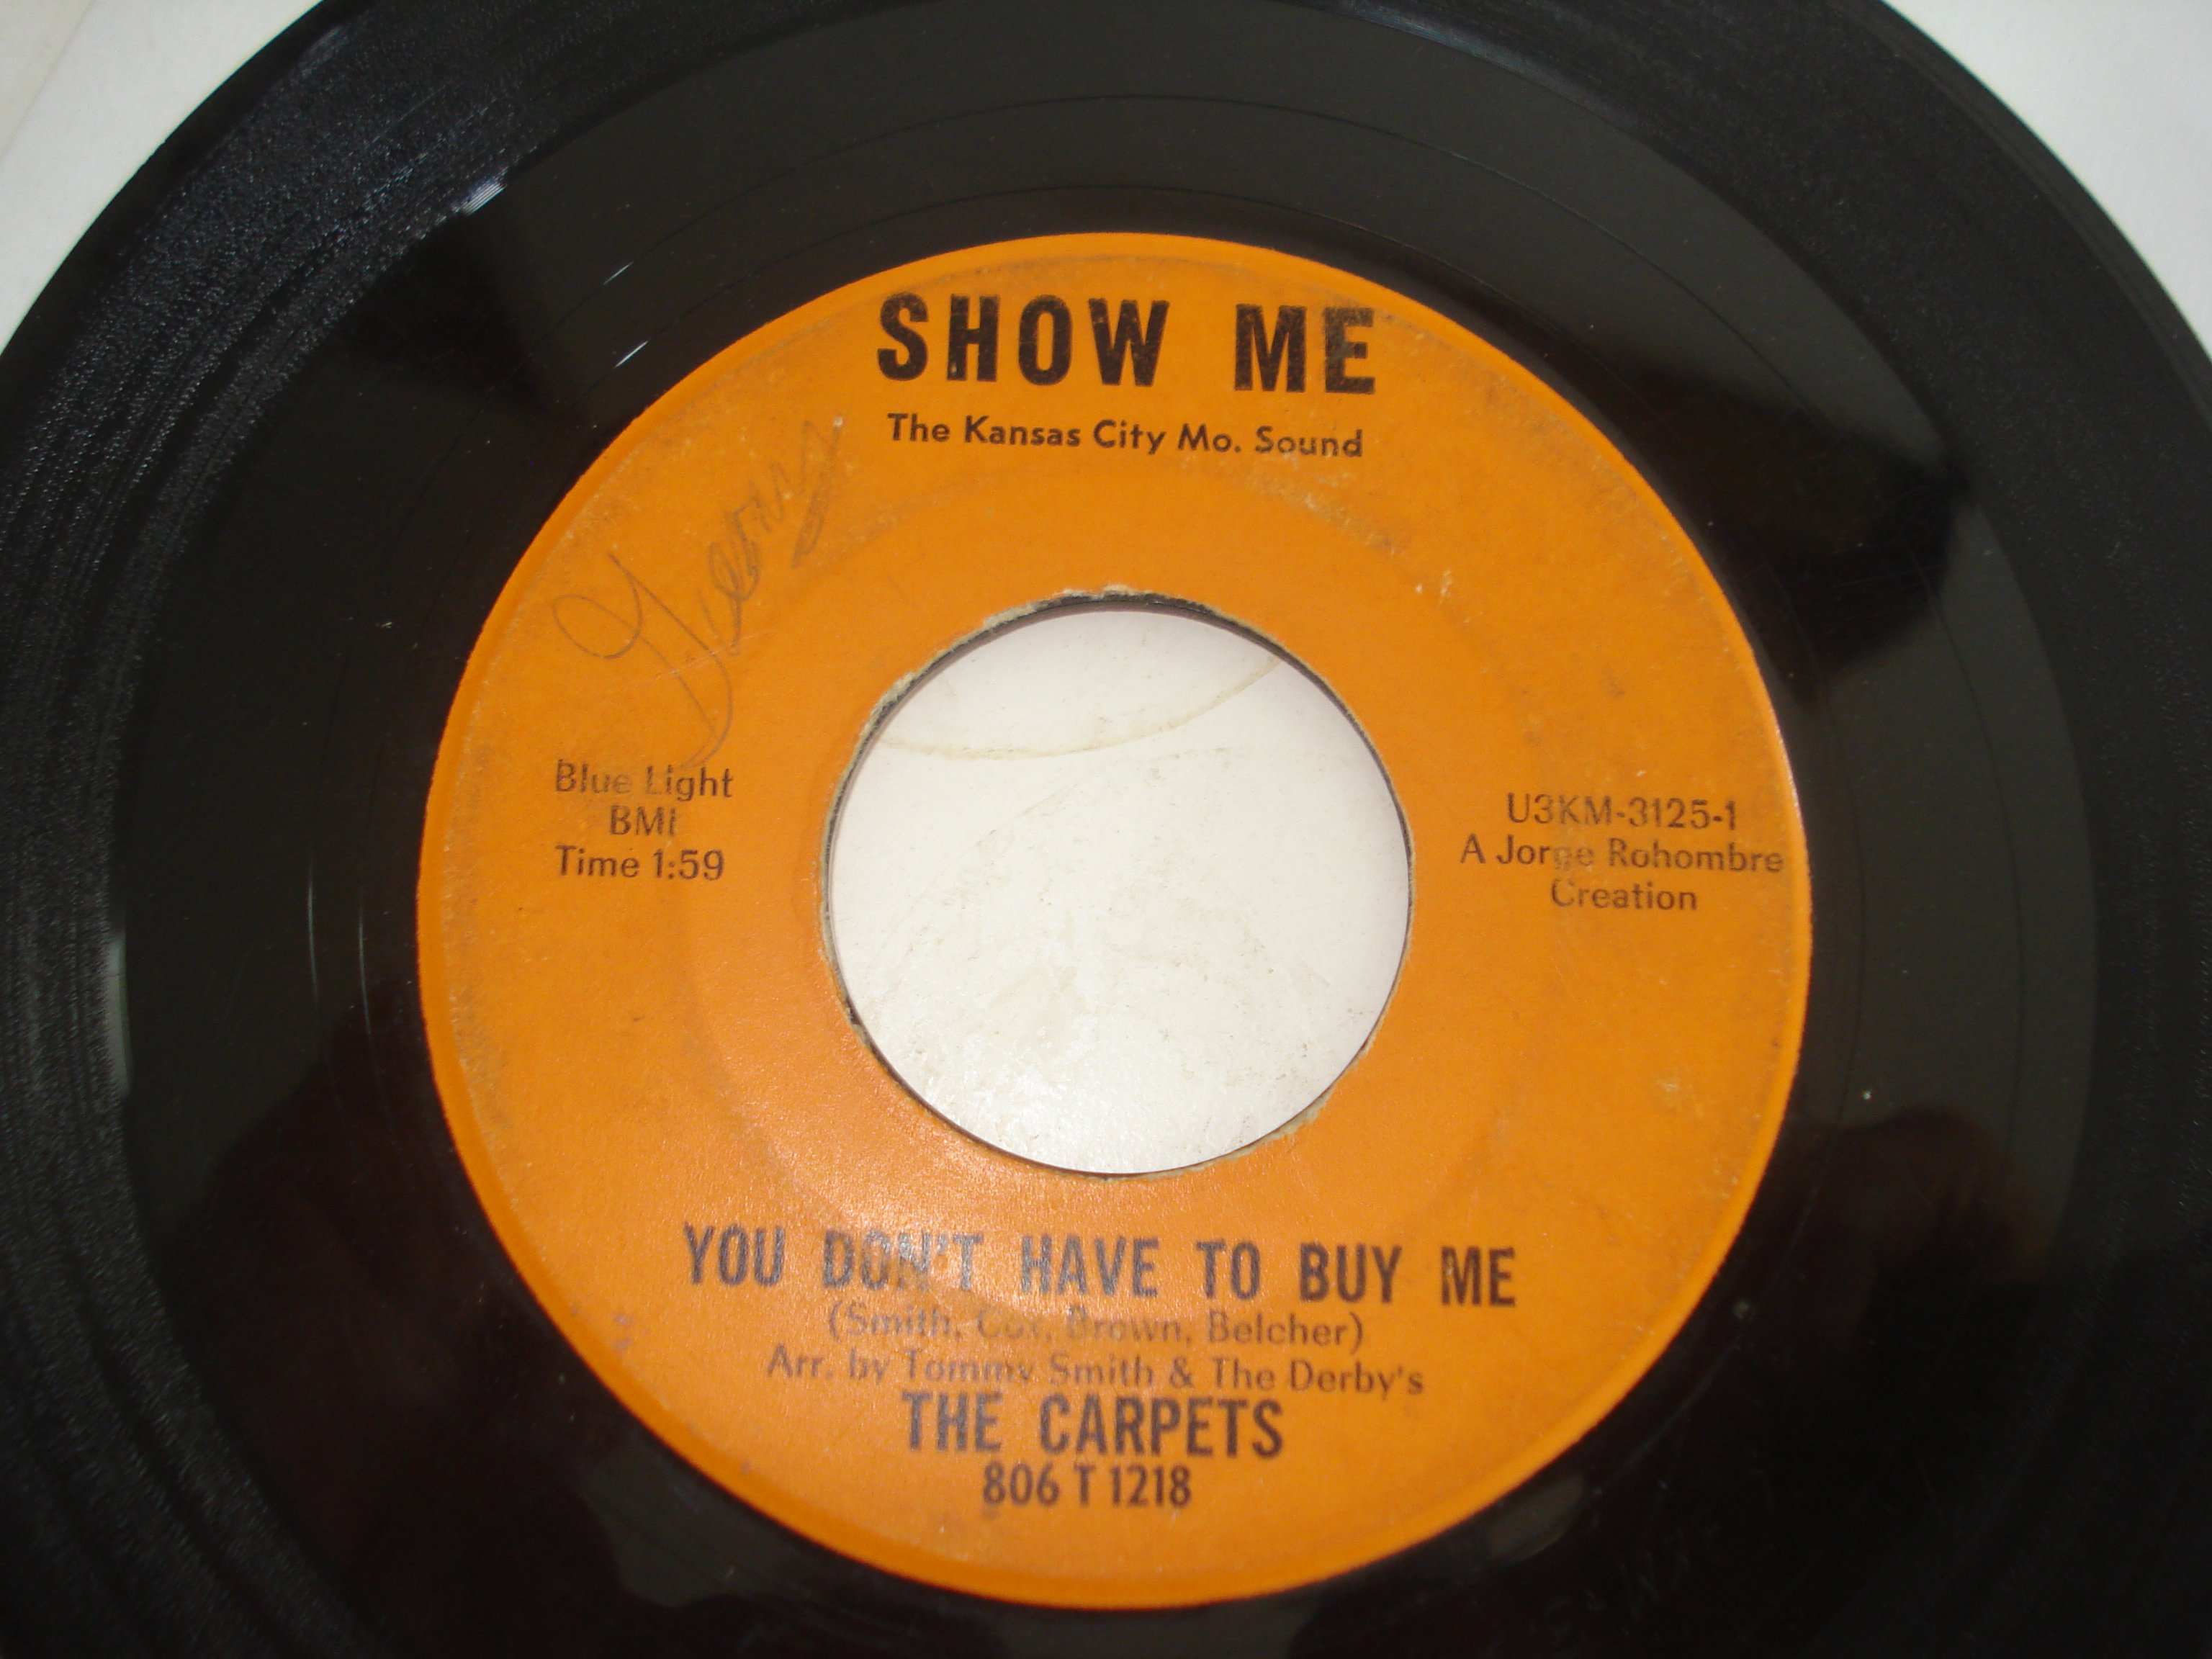 SHOW ME
The Kansas City Mo. Sound
Blue Light
BMI
Time 1:59
U3KM-3125-1
A Jorge Rohombre
Creation
YOU DON'T HAVE TO BUY ME
(Smith, Cox, Brown, Belcher)
Arr. by Tommy Smith & The Derby's
THE CARPETS
806 T 1218